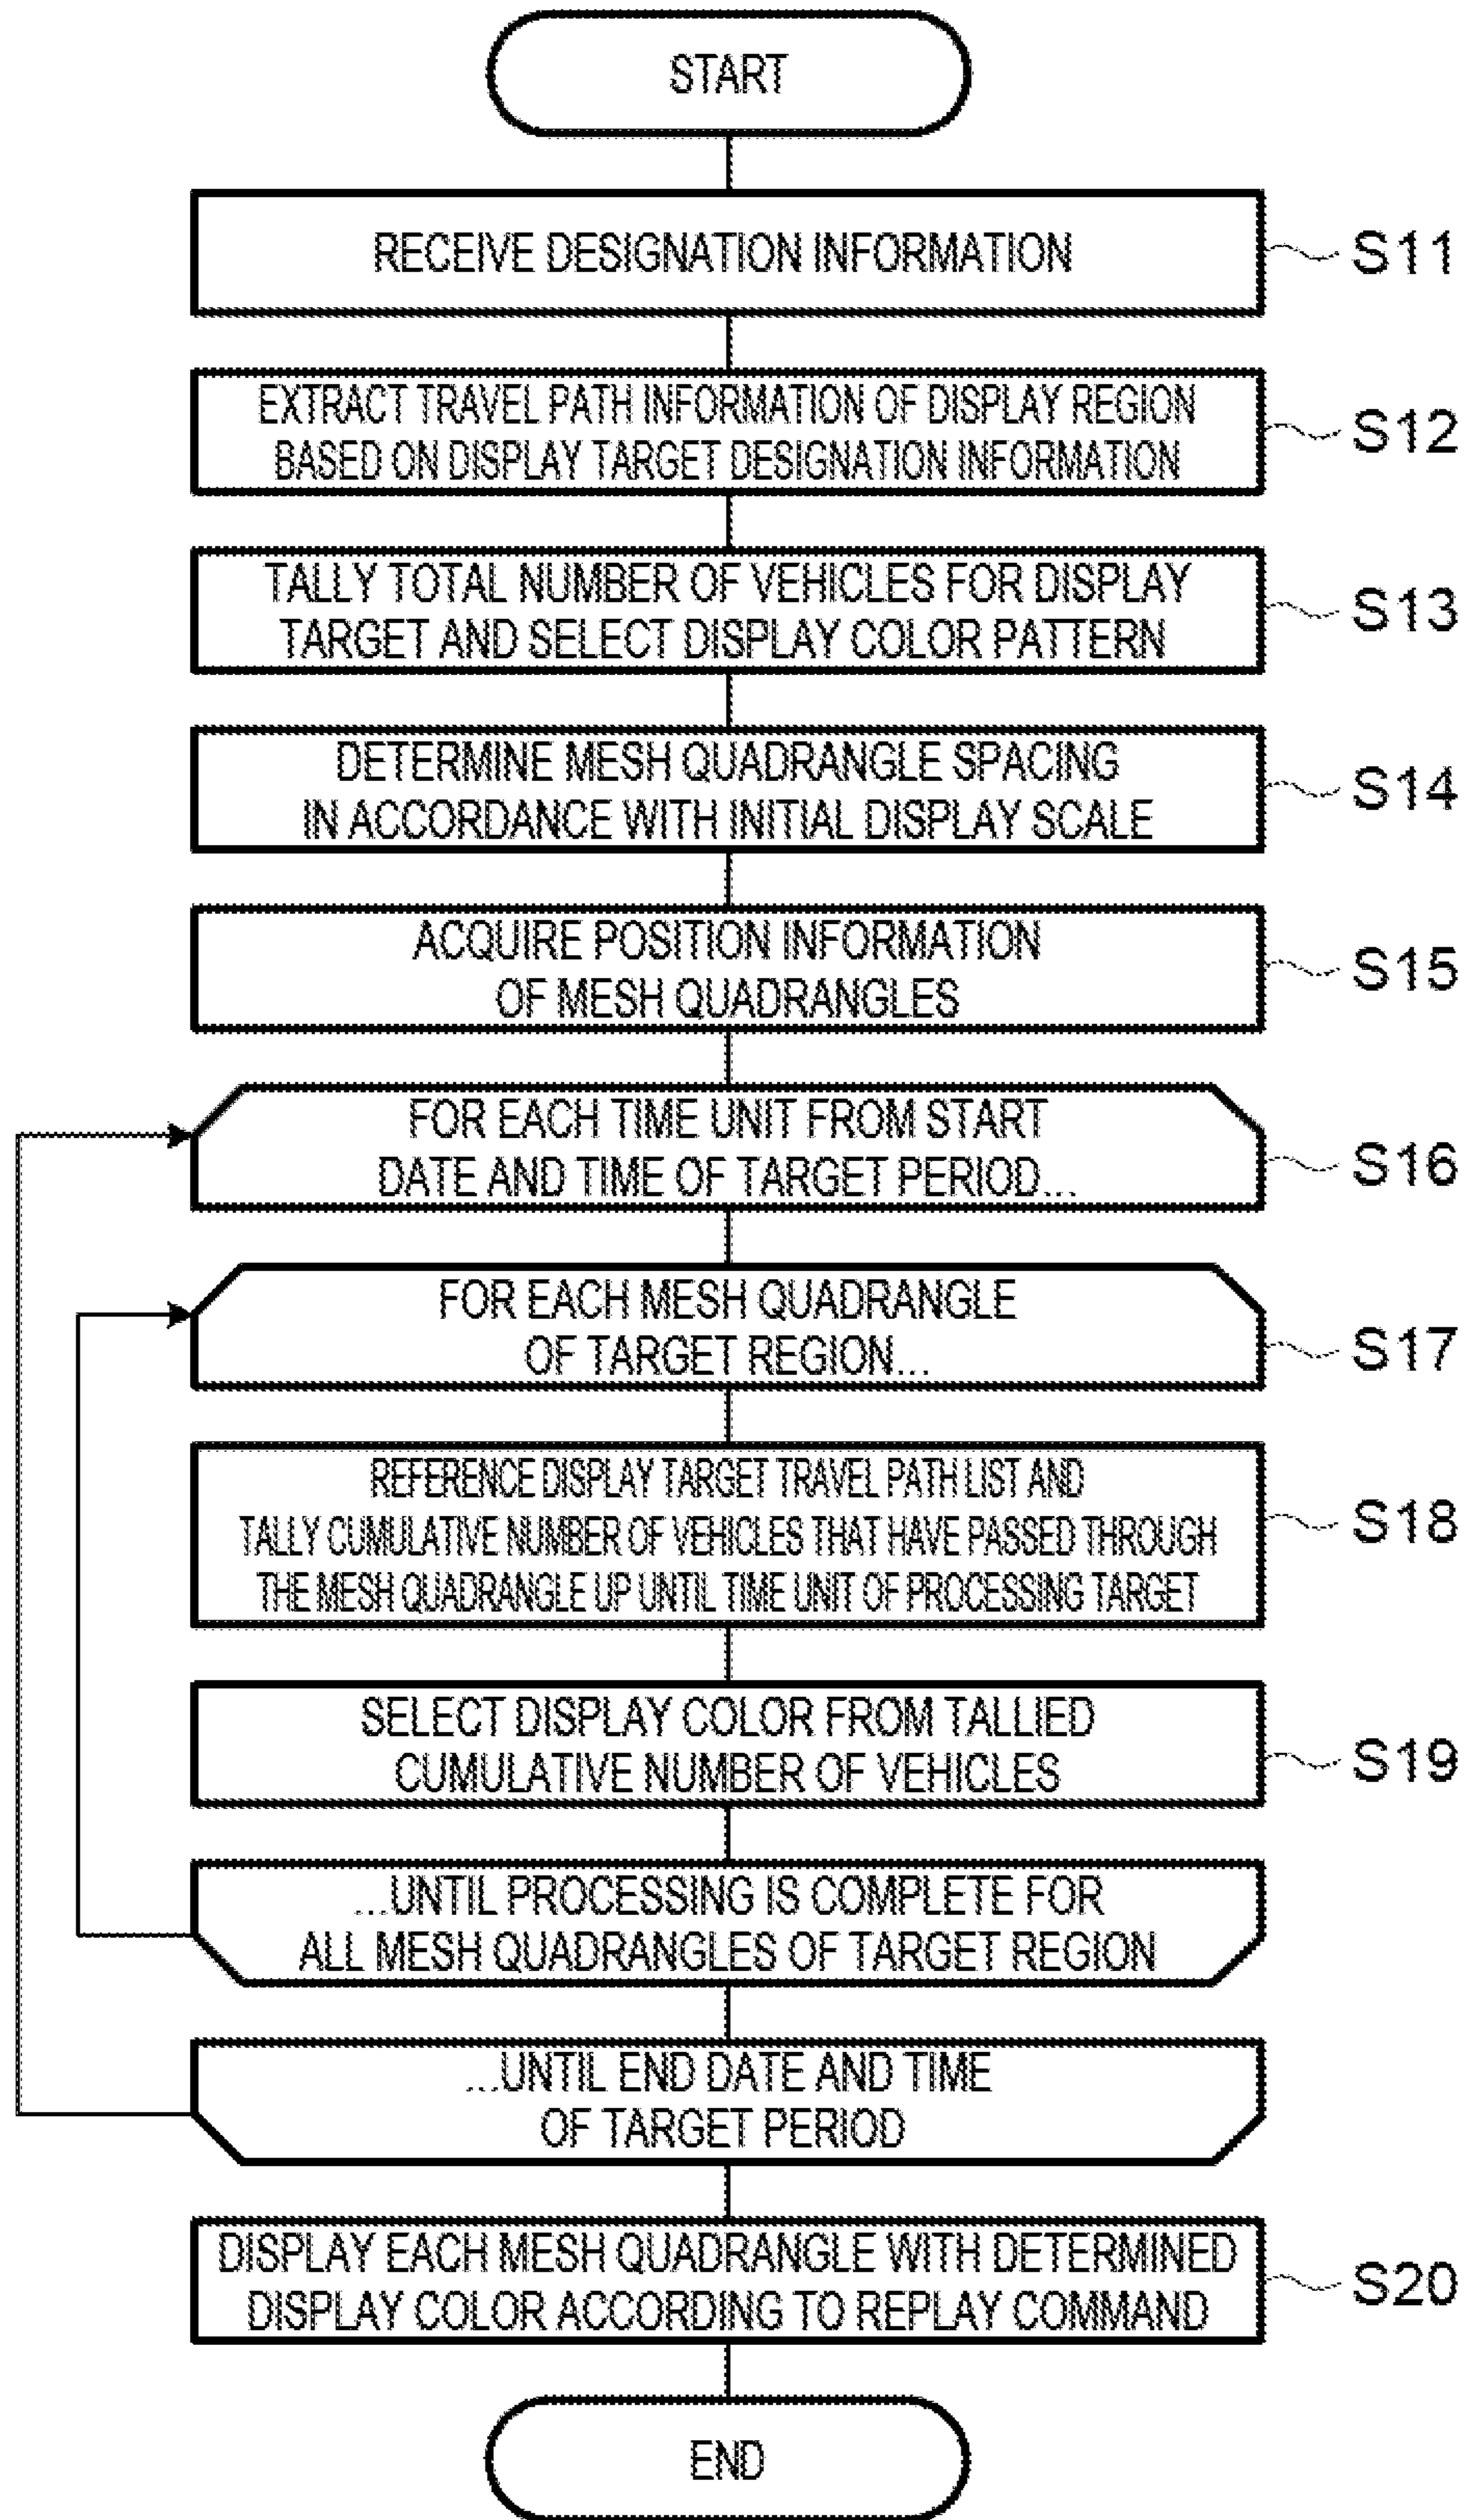 START
RECEIVE DESIGNATION INFORMATION
S11
EXTRACT TRAVEL PATH INFORMATION OF DISPLAY REGION
BASED ON DISPLAY TARGET DESIGNATION INFORMATION
S12
TALLY TOTAL NUMBER OF VEHICLES FOR DISPLAY
TARGET AND SELECT DISPLAY COLOR PATTERN
S13
DETERMINE MESH QUADRANGLE SPACING
IN ACCORDANCE WITH INITIAL DISPLAY SCALE
S14
ACQUIRE POSITION INFORMATION
OF MESH QUADRANGLES
S15
FOR EACH TIME UNIT FROM START
DATE AND TIME OF TARGET PERIOD...
S16
FOR EACH MESH QUADRANGLE
OF TARGET REGION...
S17
REFERENCE DISPLAY TARGET TRAVEL PATH LIST AND
TALLY CUMULATIVE NUMBER OF VEHICLES THAT HAVE PASSED THROUGH
THE MESH QUADRANGLE UP UNTIL TIME UNIT OF PROCESSING TARGET
S18
SELECT DISPLAY COLOR FROM TALLIED
CUMULATIVE NUMBER OF VEHICLES
S19
...UNTIL PROCESSING IS COMPLETE FOR
ALL MESH QUADRANGLES OF TARGET REGION
...UNTIL END DATE AND TIME
OF TARGET PERIOD
DISPLAY EACH MESH QUADRANGLE WITH DETERMINED
DISPLAY COLOR ACCORDING TO REPLAY COMMAND
S20
END